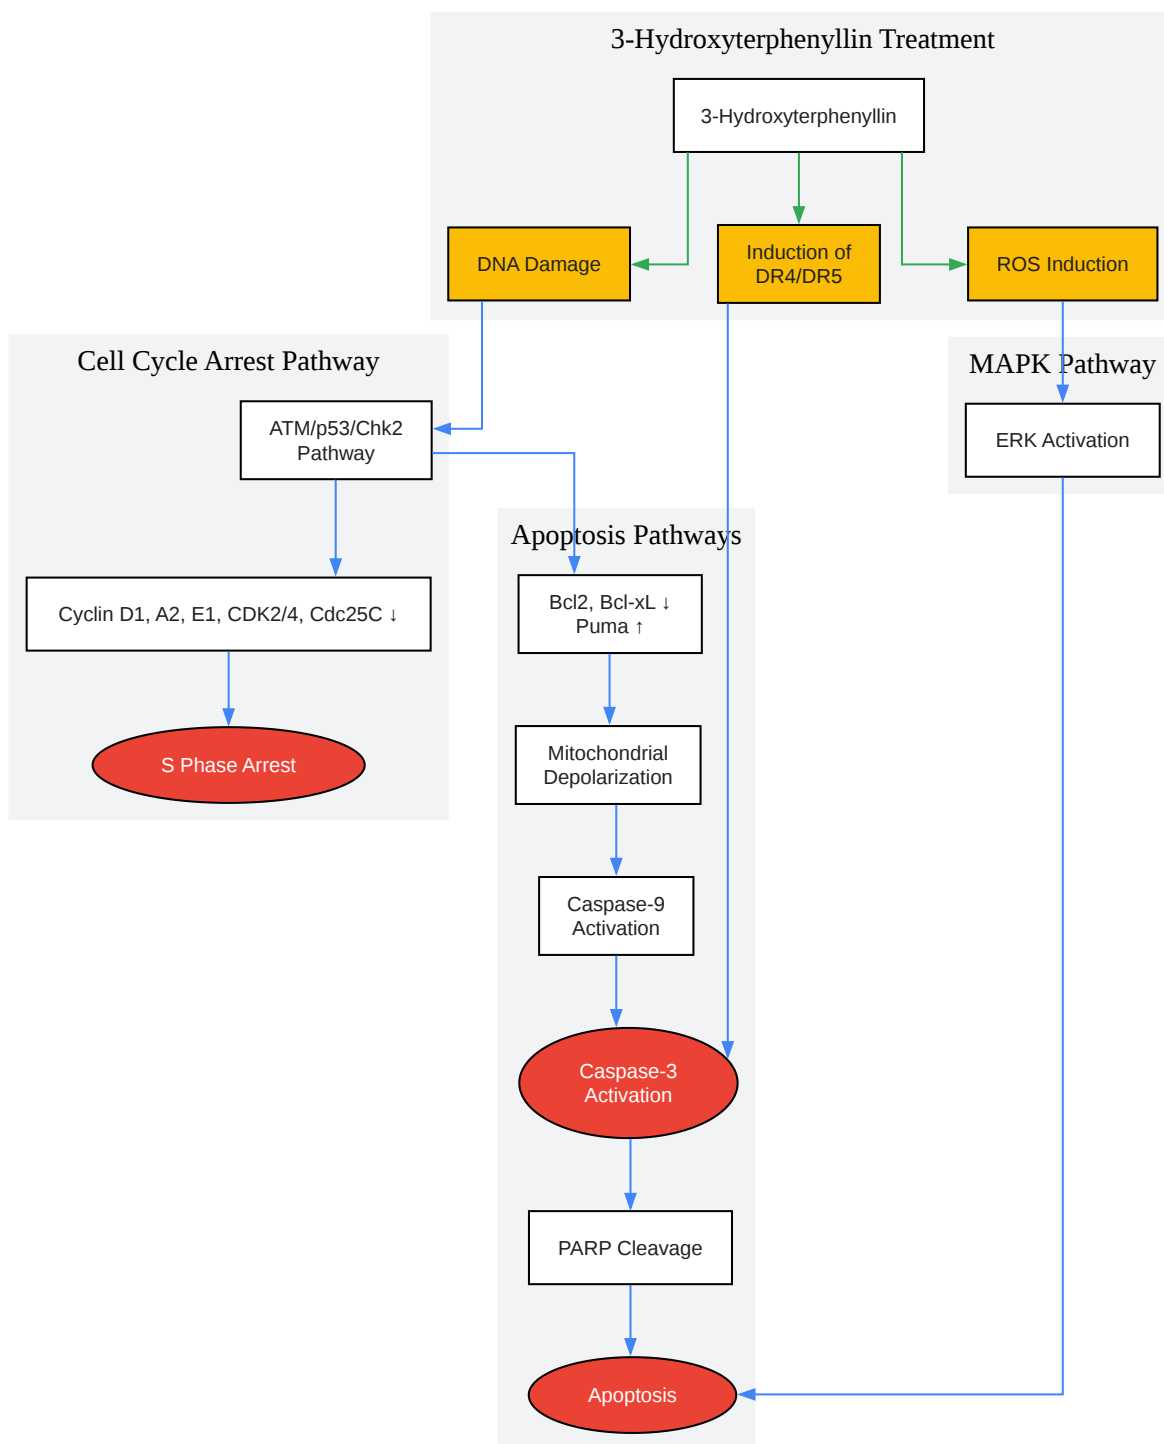 3-Hydroxyterphenyllin Treatment
3-Hydroxyterphenyllin
DNA Damage
Induction of
DR4/DR5
ROS Induction
Cell Cycle Arrest Pathway
MAPK Pathway
ATM/p53/Chk2
Pathway
ERK Activation
Apoptosis Pathways
Cyclin D1, A2, E1, CDK2/4, Cdc25C ↓
Bcl2, Bcl-xL ↓
Puma ↑
S Phase Arrest
Mitochondrial
Depolarization
Caspase-9
Activation
Caspase-3
Activation
PARP Cleavage
Apoptosis